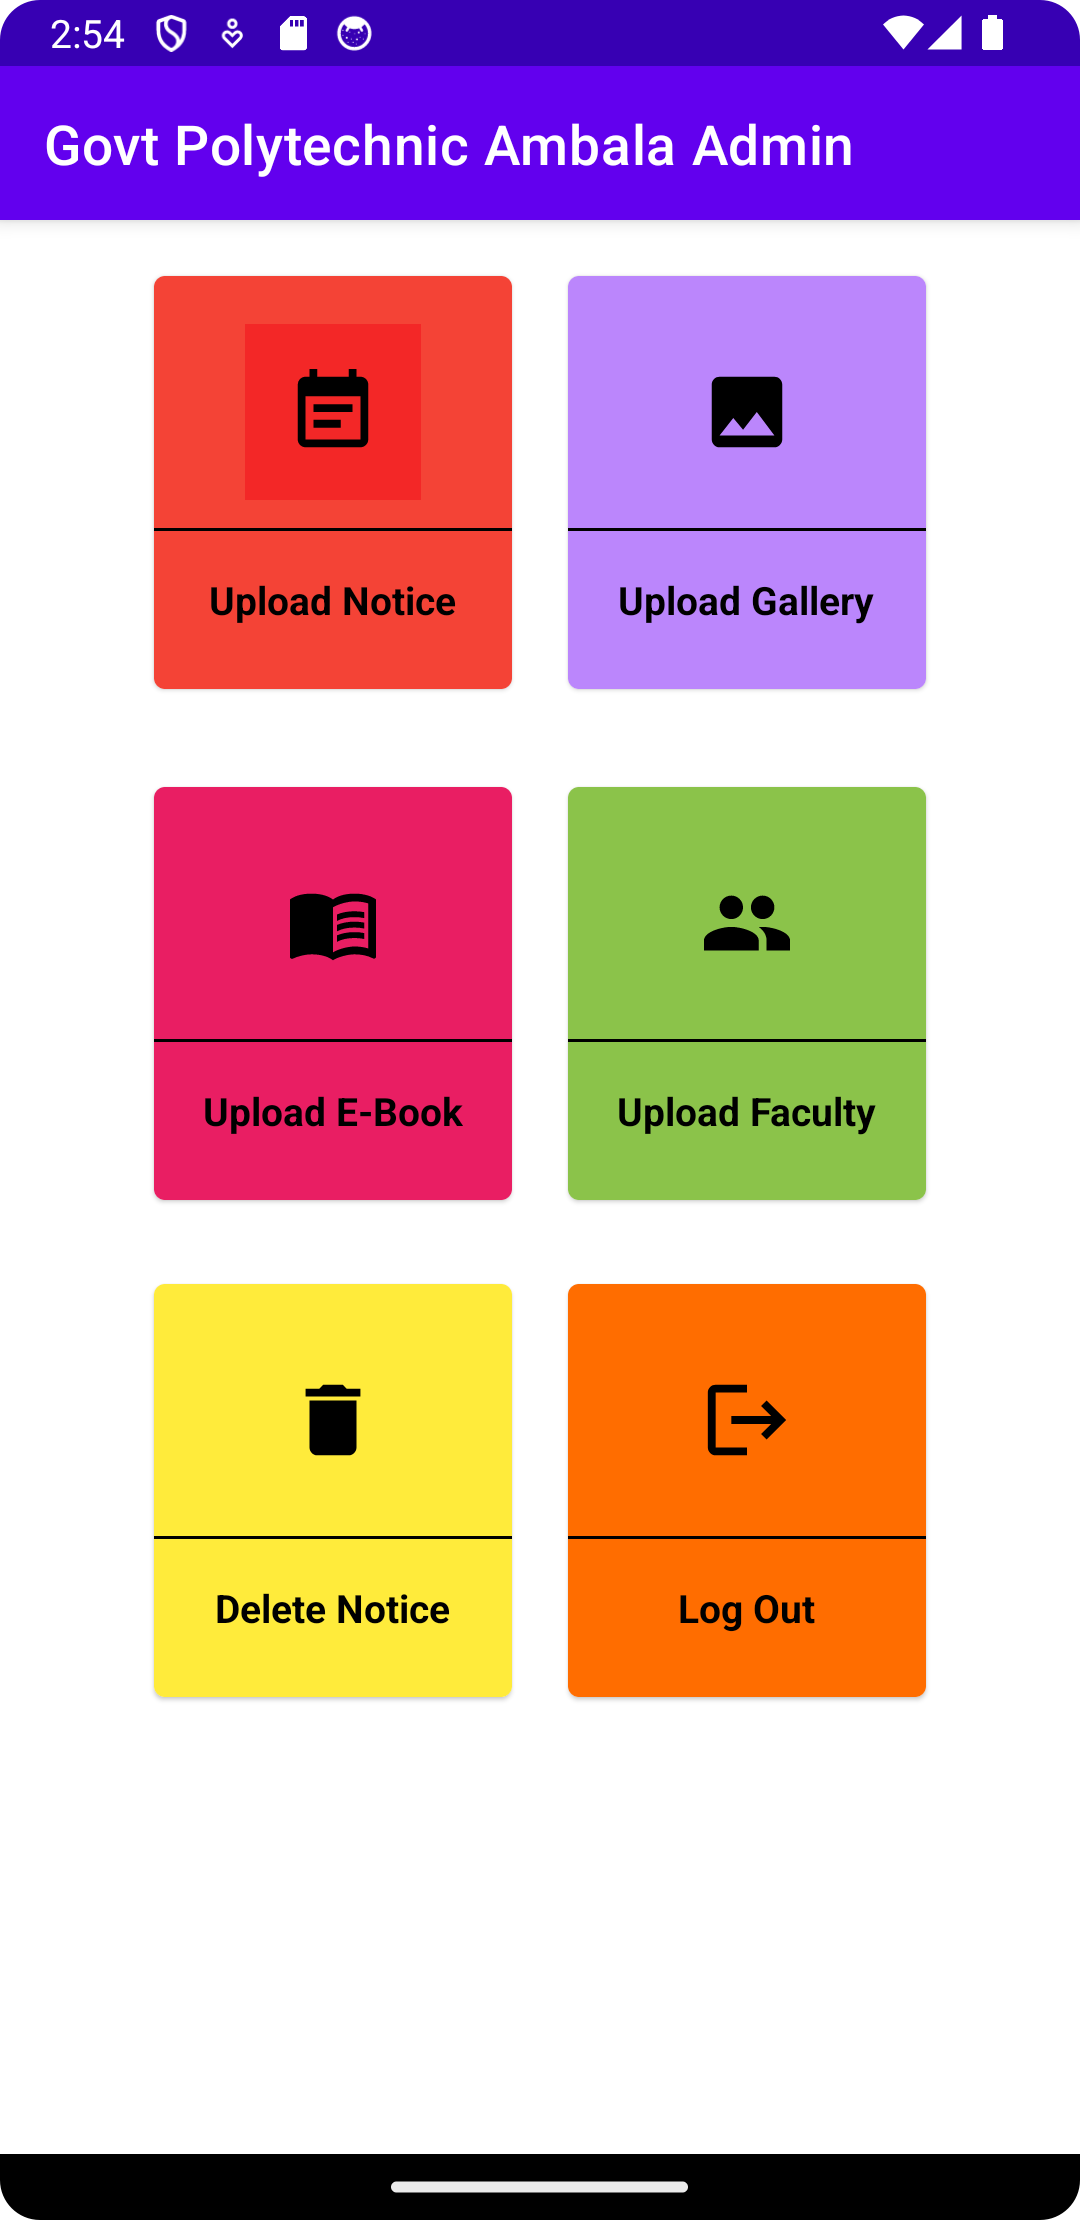 2:54
Govt Polytechnic Ambala Admin
Upload Notice
Upload Gallery
Upload E-Book
Upload Faculty
Delete Notice
Log Out